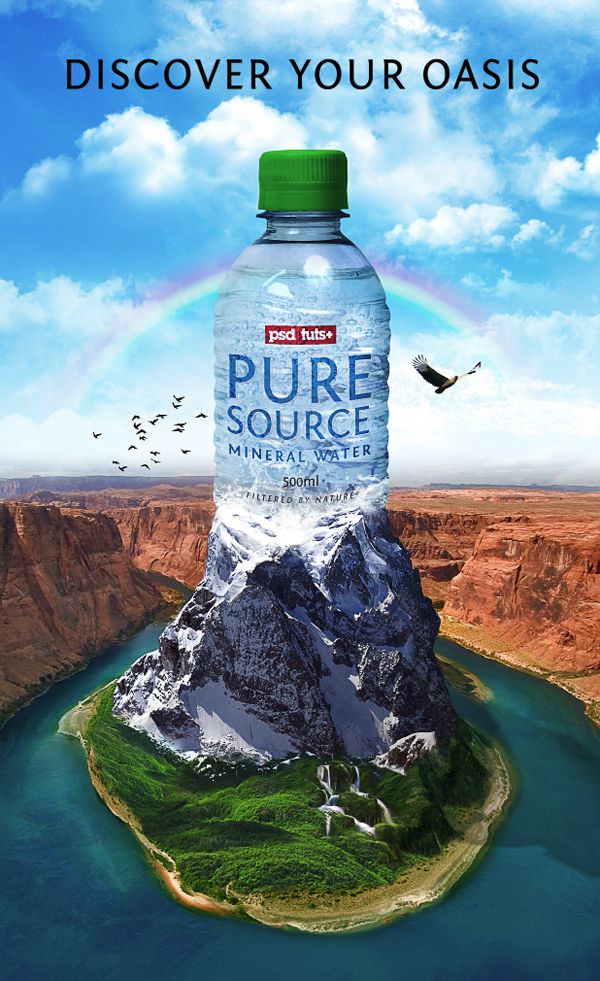 DISCOVER YOUR OASIS
psd tuts+
PURE
SOURCE
MINERAL WATER
500ml
FILTERED BY NATURE